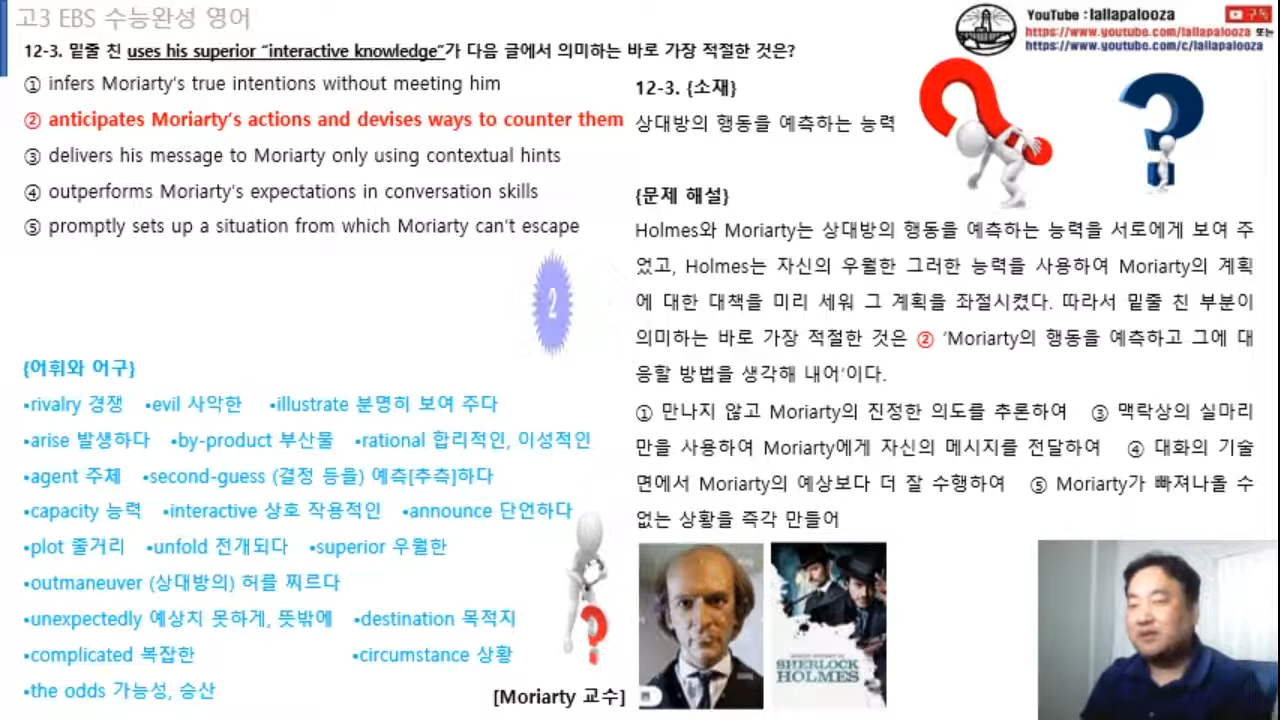 고3 EBS 수능완성 영어
YouTube : lallapalooza
구독
https://www.youtube.com/lallapalooza 또는
https://www.youtube.com/c/lallapalooza
12-3. 밑줄 친 uses his superior “interactive knowledge”가 다음 글에서 의미하는 바로 가장 적절한 것은?
① infers Moriarty’s true intentions without meeting him
② anticipates Moriarty’s actions and devises ways to counter them
③ delivers his message to Moriarty only using contextual hints
④ outperforms Moriarty’s expectations in conversation skills
⑤ promptly sets up a situation from which Moriarty can’t escape
2
{어휘와 어구}
•rivalry 경쟁 •evil 사악한 •illustrate 분명히 보여 주다
•arise 발생하다 •by-product 부산물 •rational 합리적인, 이성적인
•agent 주체 •second-guess (결정 등을) 예측[추측]하다
•capacity 능력 •interactive 상호 작용적인 •announce 단언하다
•plot 줄거리 •unfold 전개되다 •superior 우월한
•outmaneuver (상대방의) 허를 찌르다
•unexpectedly 예상치 못하게, 뜻밖에 •destination 목적지
•complicated 복잡한 •circumstance 상황
•the odds 가능성, 승산
[Moriarty 교수]
12-3. {소재}
상대방의 행동을 예측하는 능력
{문제 해설}
Holmes와 Moriarty는 상대방의 행동을 예측하는 능력을 서로에게 보여 주
었고, Holmes는 자신의 우월한 그러한 능력을 사용하여 Moriarty의 계획
에 대한 대책을 미리 세워 그 계획을 좌절시켰다. 따라서 밑줄 친 부분이
의미하는 바로 가장 적절한 것은 ② ‘Moriarty의 행동을 예측하고 그에 대
응할 방법을 생각해 내어’이다.
① 만나지 않고 Moriarty의 진정한 의도를 추론하여 ③ 맥락상의 실마리
만을 사용하여 Moriarty에게 자신의 메시지를 전달하여 ④ 대화의 기술
면에서 Moriarty의 예상보다 더 잘 수행하여 ⑤ Moriarty가 빠져나올 수
없는 상황을 즉각 만들어
SHERLOCK
HOLMES